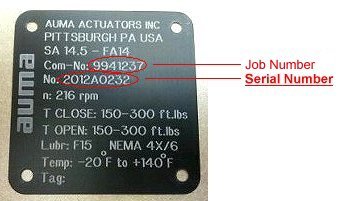 AUMA ACTUATORS INC
PITTSBURGH PA USA
SA 14.5 - FA14
Com-No: 9941237
Job Number
No: 2012A0232
Serial Number
n: 216 rpm
T CLOSE: 150-300 ft.lbs
T OPEN: 150-300 ft.lbs
Lubr: F15 NEMA 4X/6
Temp: -20°F to +140°F
Tag:
auma